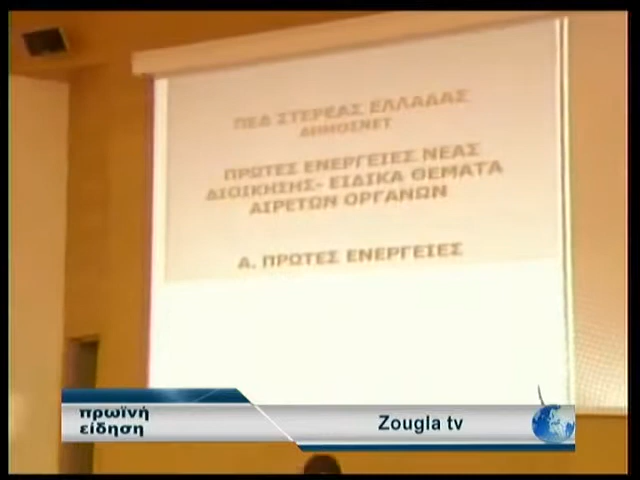 ΠΕΔ ΣΤΕΡΕΑΣ ΕΛΛΑΔΑΣ
ΔΗΜΟΣΝΕΤ
ΠΡΩΤΕΣ ΕΝΕΡΓΕΙΕΣ ΝΕΑΣ
ΔΙΟΙΚΗΣΗΣ- ΕΙΔΙΚΑ ΘΕΜΑΤΑ
ΑΙΡΕΤΩΝ ΟΡΓΑΝΩΝ
Α. ΠΡΩΤΕΣ ΕΝΕΡΓΕΙΕΣ
πρωϊνή
είδηση
Zougla tv